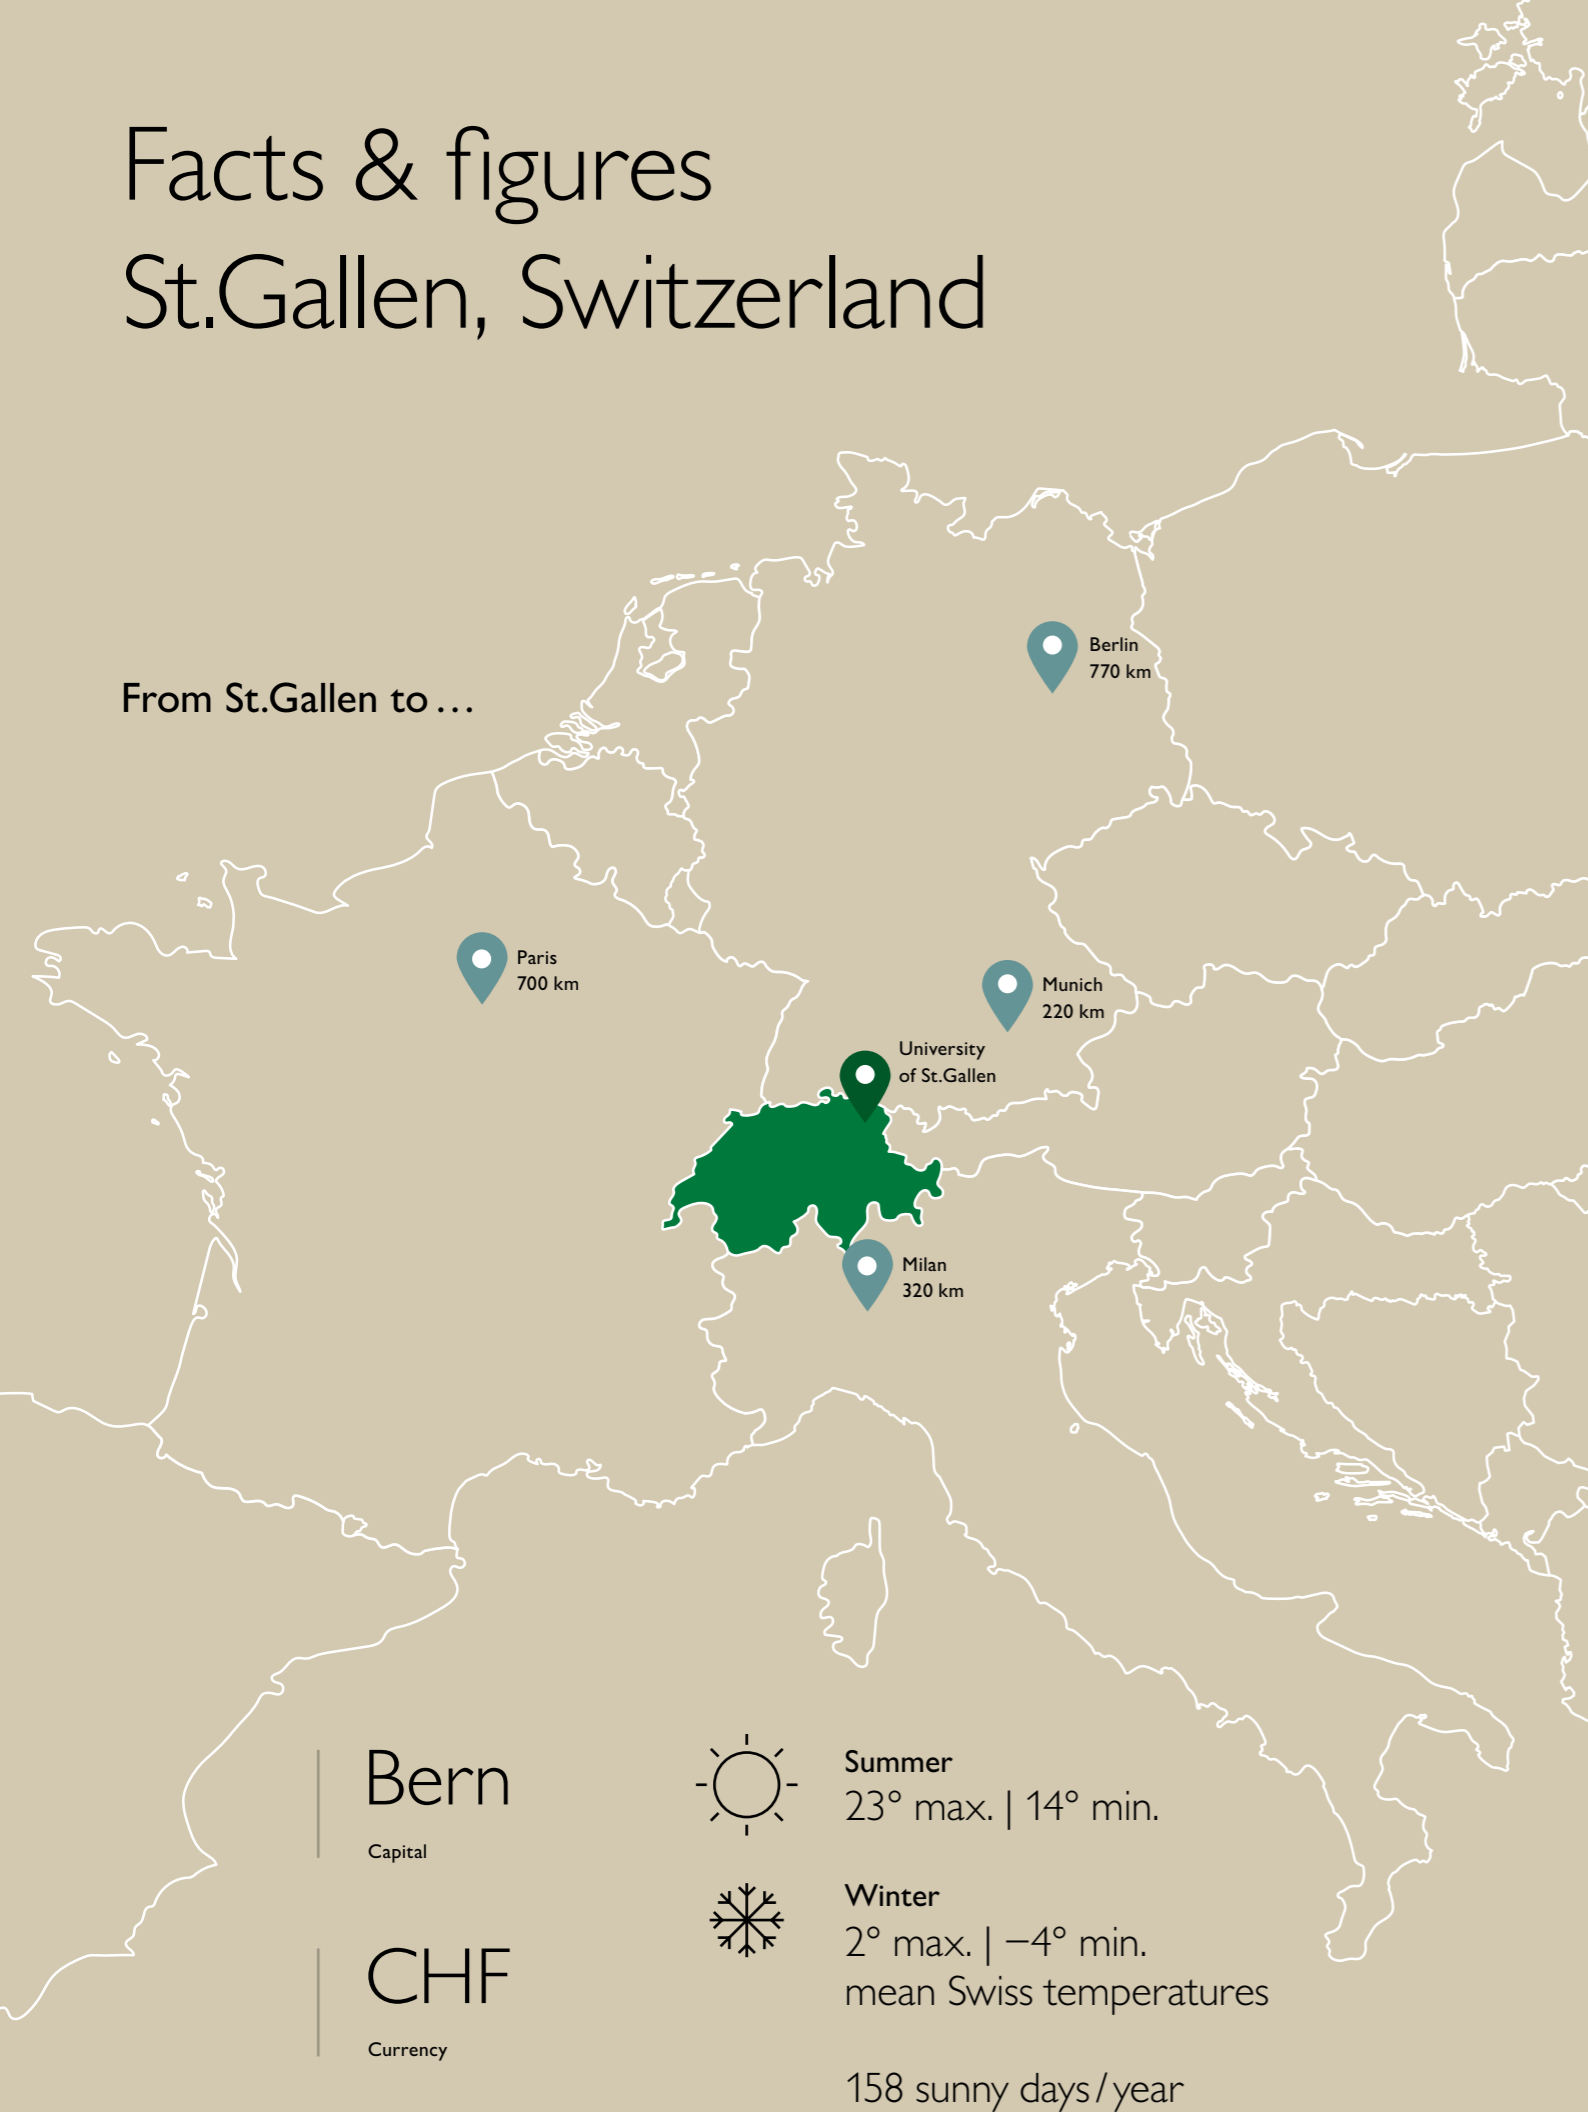 Facts & figures
St.Gallen, Switzerland
From St.Gallen to…
Berlin
770 km
Paris
700 km
Munich
220 km
University
of St.Gallen
Milan
320 km
Bern
Capital
CHF
Currency
Summer
23° max. | 14° min.
Winter
2° max. | −4° min.
mean Swiss temperatures
158 sunny days/year